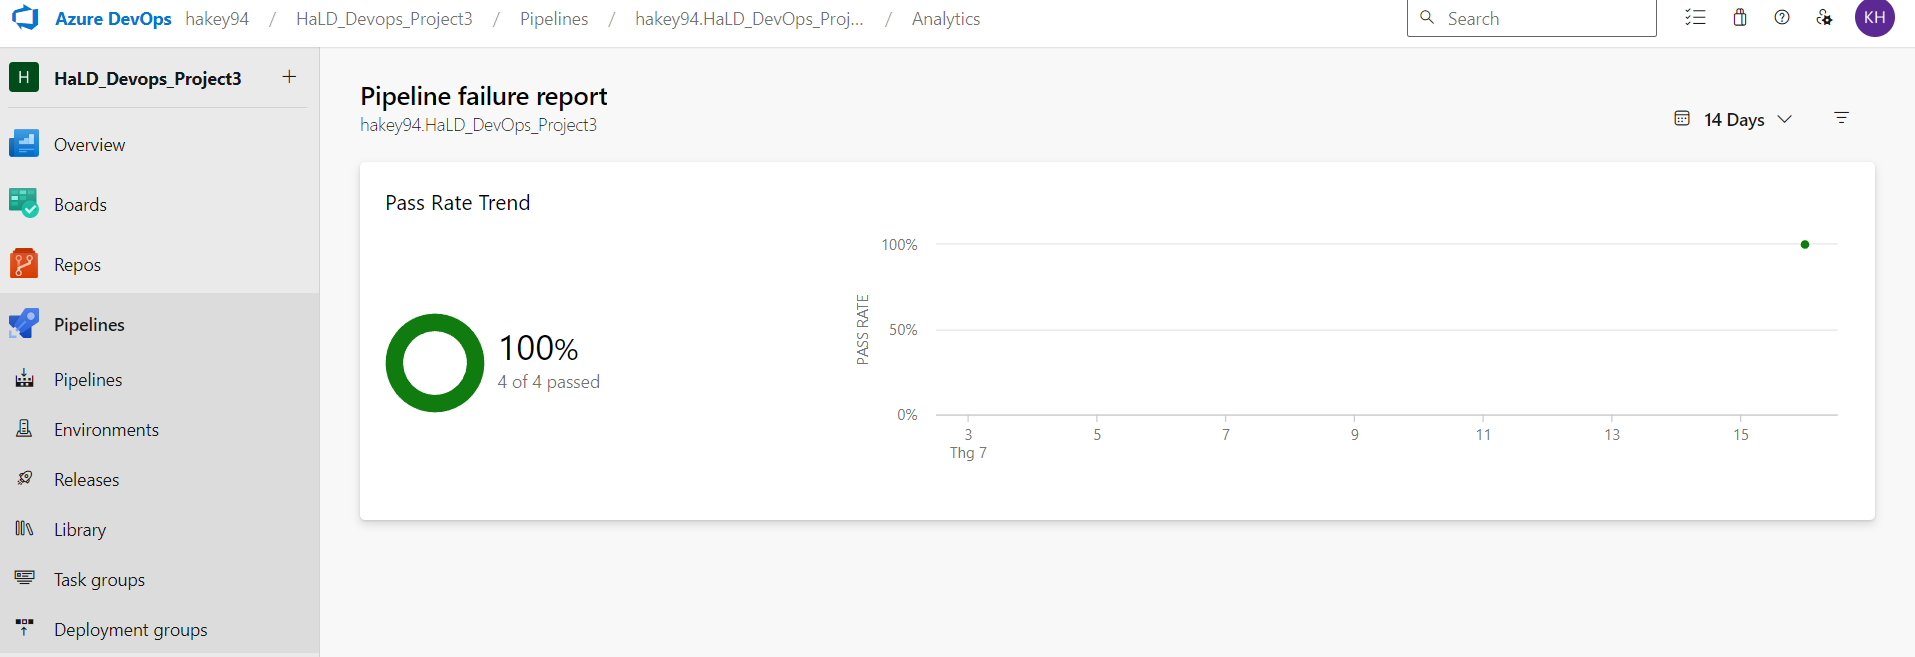 Azure DevOps hakey94 / HaLD_Devops_Project3 / Pipelines / hakey94.HaLD_DevOps_Proj... / Analytics
Search
KH
H HaLD_Devops_Project3 +
Overview
Boards
Repos
Pipelines
Pipelines
Environments
Releases
Library
Task groups
Deployment groups
Pipeline failure report
hakey94.HaLD_DevOps_Project3
14 Days
Pass Rate Trend
100%
4 of 4 passed
PASS RATE
100%
50%
0%
3 5 7 9 11 13 15
Thg 7